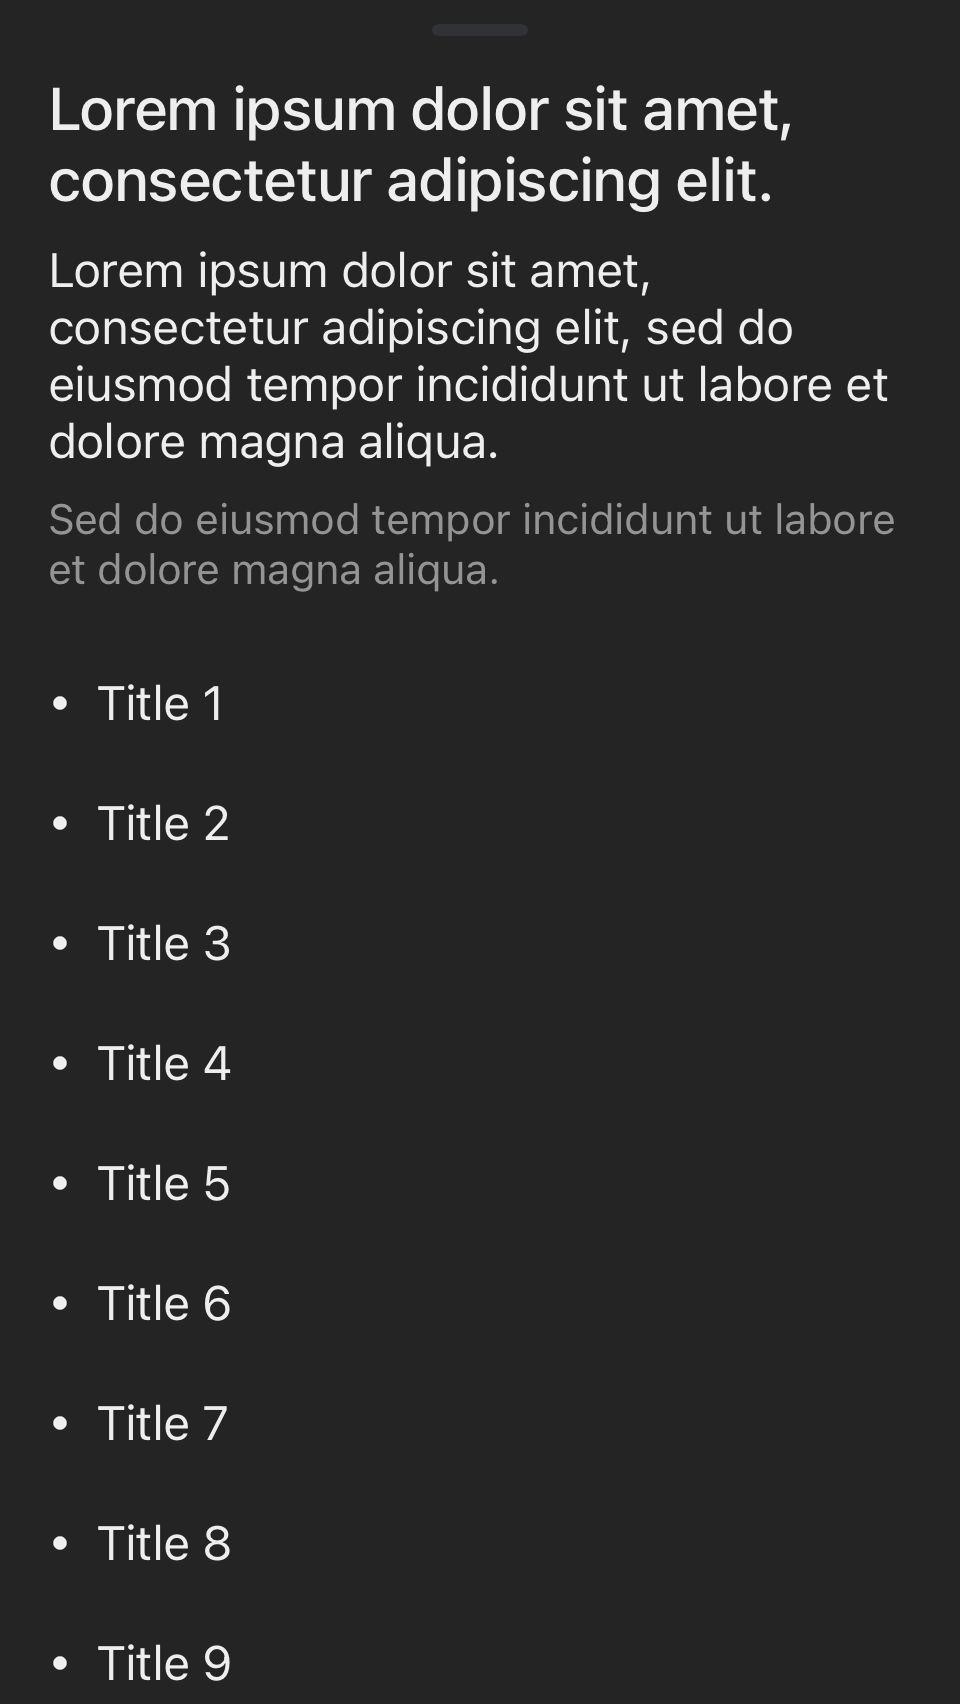 Lorem ipsum dolor sit amet,
consectetur adipiscing elit.
Lorem ipsum dolor sit amet,
consectetur adipiscing elit, sed do
eiusmod tempor incididunt ut labore et
dolore magna aliqua.
Sed do eiusmod tempor incididunt ut labore
et dolore magna aliqua.
• Title 1
• Title 2
• Title 3
• Title 4
• Title 5
• Title 6
• Title 7
• Title 8
• Title 9